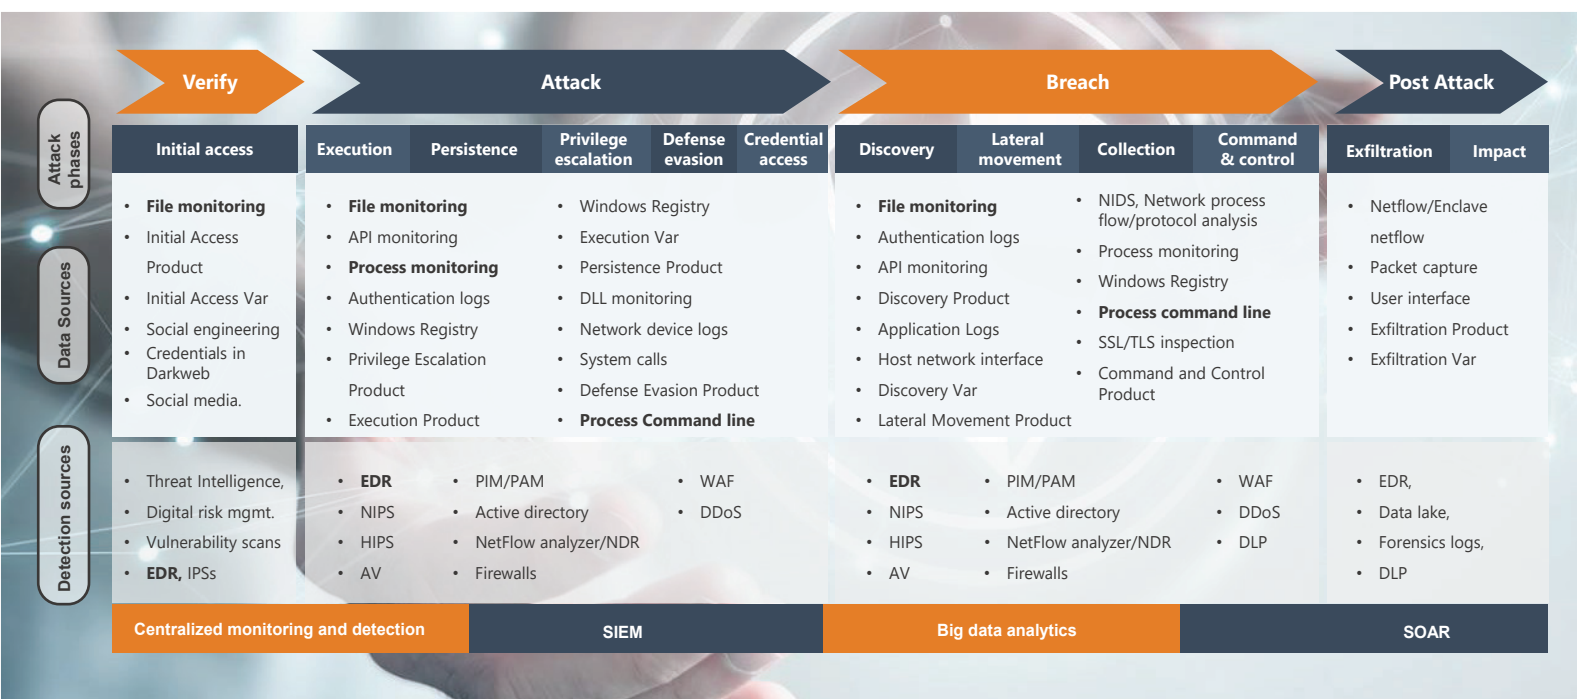 Verify
Attack
Breach
Post Attack
Attack
phases
Initial access
Execution
Persistence
Privilege
escalation
Defense
evasion
Credential
access
Discovery
Lateral
movement
Collection
Command
& control
Exfiltration
Impact
Data Sources
• File monitoring
• Initial Access
Product
• Initial Access Var
• Social engineering
• Credentials in
Darkweb
• Social media.
• File monitoring
• API monitoring
• Process monitoring
• Authentication logs
• Windows Registry
• Privilege Escalation
Product
• Execution Product
• Windows Registry
• Execution Var
• Persistence Product
• DLL monitoring
• Network device logs
• System calls
• Defense Evasion Product
• Process Command line
• File monitoring
• Authentication logs
• API monitoring
• Discovery Product
• Application Logs
• Host network interface
• Discovery Var
• Lateral Movement Product
• NIDS, Network process
flow/protocol analysis
• Process monitoring
• Windows Registry
• Process command line
• SSL/TLS inspection
• Command and Control
Product
• Netflow/Enclave
netflow
• Packet capture
• User interface
• Exfiltration Product
• Exfiltration Var
Detection sources
• Threat Intelligence,
• Digital risk mgmt.
• Vulnerability scans
• EDR, IPSs
• EDR
• NIPS
• HIPS
• AV
• PIM/PAM
• Active directory
• NetFlow analyzer/NDR
• Firewalls
• WAF
• DDoS
• EDR
• NIPS
• HIPS
• AV
• PIM/PAM
• Active directory
• NetFlow analyzer/NDR
• Firewalls
• WAF
• DDoS
• DLP
• EDR,
• Data lake,
• Forensics logs,
• DLP
Centralized monitoring and detection
SIEM
Big data analytics
SOAR